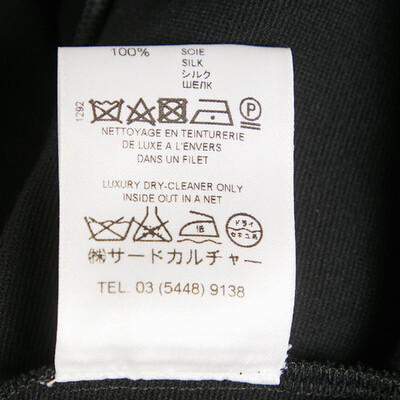 100% SOIE
SILK
シルク
ШЕЛК
1292
P
NETTOYAGE EN TEINTURERIE
DE LUXE A L'ENVERS
DANS UN FILET
LUXURY DRY-CLEANER ONLY
INSIDE OUT IN A NET
低
ドライ
セキユ系
㈱サードカルチャー
TEL. 03 (5448) 9138